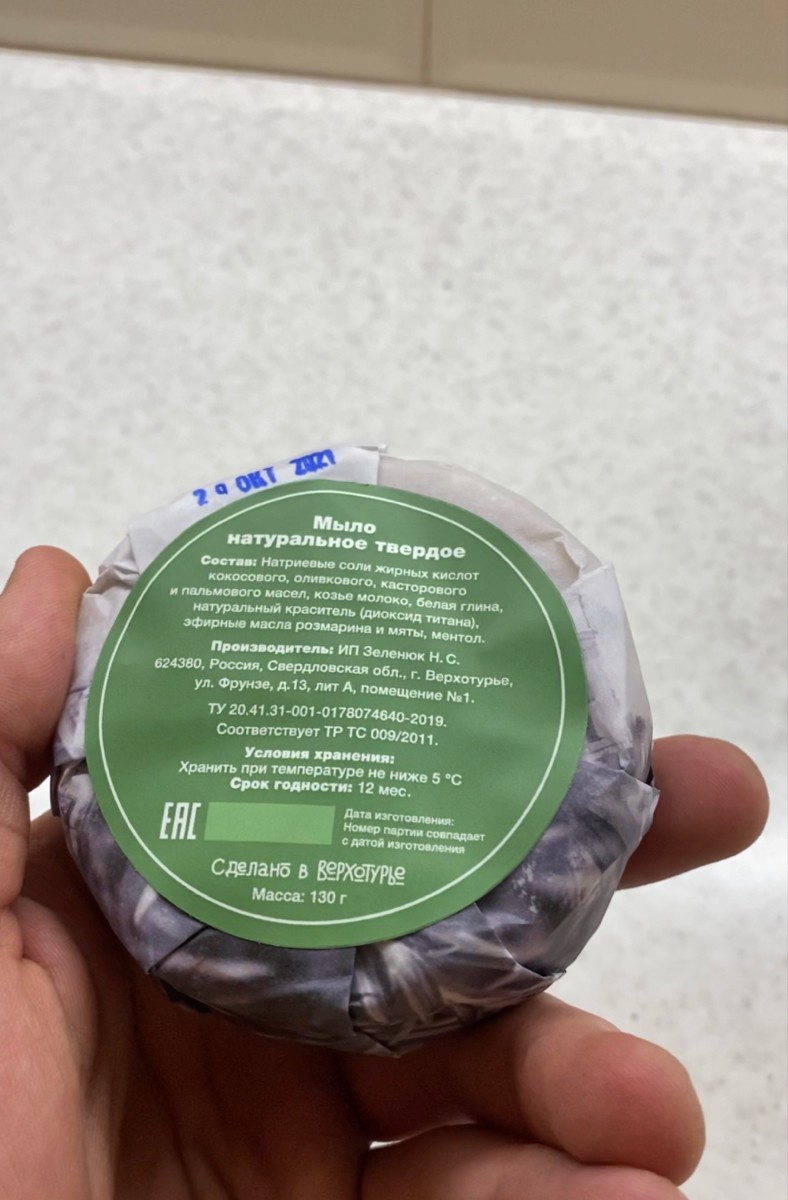 29 ОКТ 2021
Мыло
натуральное твердое
Состав: Натриевые соли жирных кислот
кокосового, оливкового, касторового
и пальмового масел, козье молоко, белая глина,
натуральный краситель (диоксид титана),
эфирные масла розмарина и мяты, ментол.
Производитель: ИП Зеленюк Н. С.
624380, Россия, Свердловская обл., г. Верхотурье,
ул. Фрунзе, д.13, лит А, помещение №1.
ТУ 20.41.31-001-0178074640-2019.
Соответствует ТР ТС 009/2011.
Условия хранения:
Хранить при температуре не ниже 5 °С
Срок годности: 12 мес.
ЕАС
Дата изготовления:
Номер партии совпадает
с датой изготовления
Сделано в Верхотурье
Масса: 130 г